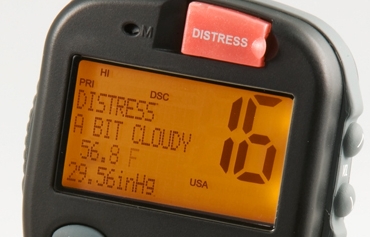 DISTRESS
M
HI
PRI
DSC
16
DISTRESS
A BIT CLOUDY
56.8 F
29.56inHg
USA